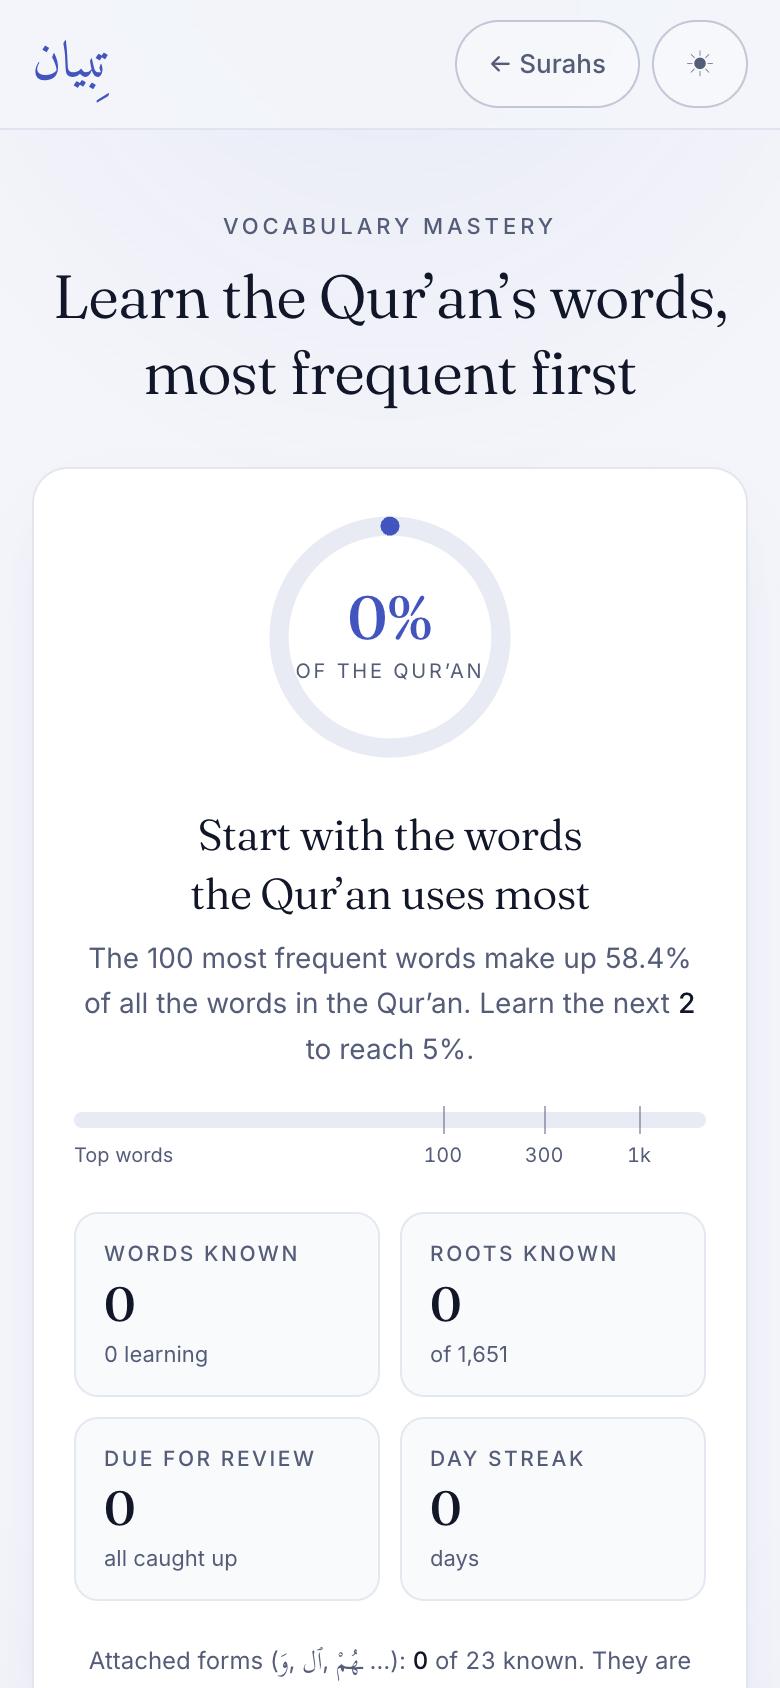 تِبيان
← Surahs
VOCABULARY MASTERY
Learn the Qur’an’s words,
most frequent first
0%
OF THE QUR’AN
Start with the words
the Qur’an uses most
The 100 most frequent words make up 58.4%
of all the words in the Qur’an. Learn the next 2
to reach 5%.
Top words 100 300 1k
WORDS KNOWN
0
0 learning
ROOTS KNOWN
0
of 1,651
DUE FOR REVIEW
0
all caught up
DAY STREAK
0
days
Attached forms (وَ, ٱل, هُمْ …): 0 of 23 known. They are